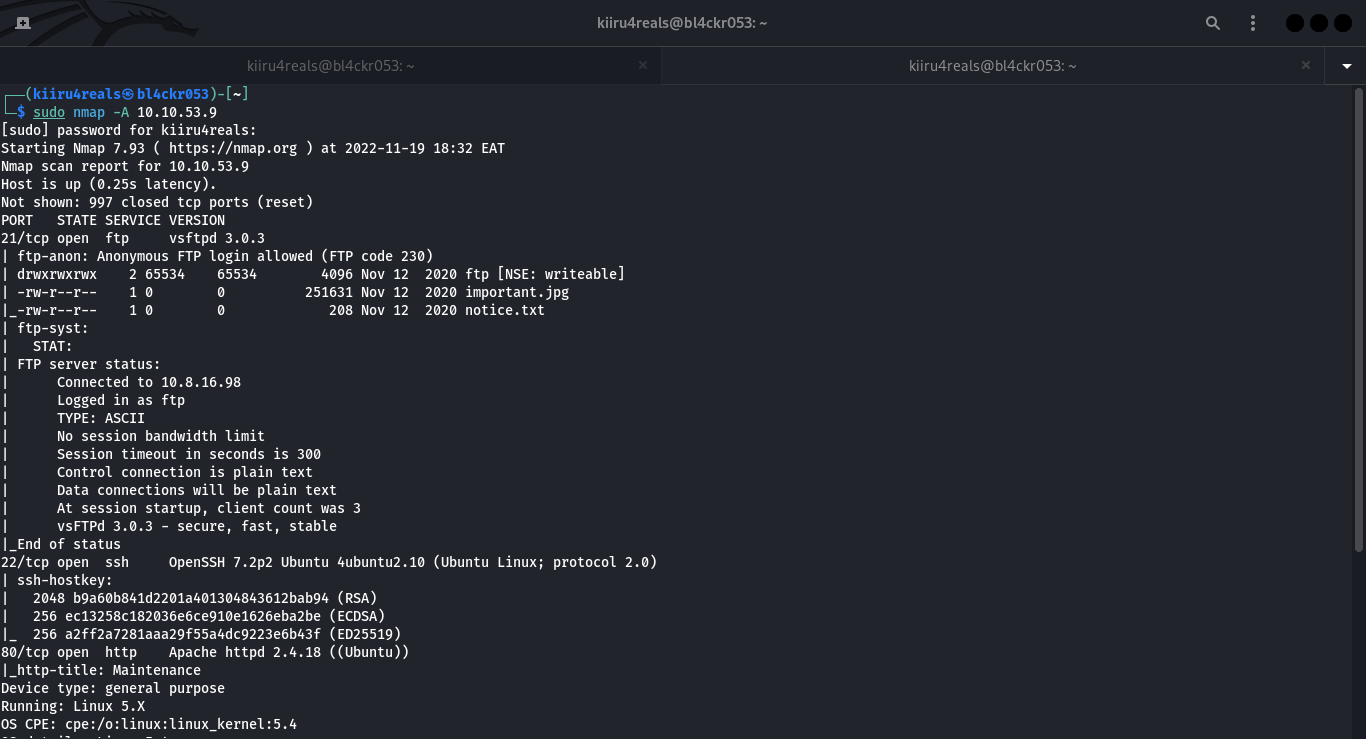 kiiru4reals@bl4ckr053: ~
kiiru4reals@bl4ckr053: ~ ×
kiiru4reals@bl4ckr053: ~ ×
┌──(kiiru4reals㉿bl4ckr053)-[~]
└─$ sudo nmap -A 10.10.53.9
[sudo] password for kiiru4reals:
Starting Nmap 7.93 ( https://nmap.org ) at 2022-11-19 18:32 EAT
Nmap scan report for 10.10.53.9
Host is up (0.25s latency).
Not shown: 997 closed tcp ports (reset)
PORT   STATE SERVICE VERSION
21/tcp open  ftp     vsftpd 3.0.3
| ftp-anon: Anonymous FTP login allowed (FTP code 230)
| drwxrwxrwx    2 65534    65534        4096 Nov 12  2020 ftp [NSE: writeable]
| -rw-r--r--    1 0        0          251631 Nov 12  2020 important.jpg
|_-rw-r--r--    1 0        0             208 Nov 12  2020 notice.txt
| ftp-syst:
|   STAT:
| FTP server status:
|      Connected to 10.8.16.98
|      Logged in as ftp
|      TYPE: ASCII
|      No session bandwidth limit
|      Session timeout in seconds is 300
|      Control connection is plain text
|      Data connections will be plain text
|      At session startup, client count was 3
|      vsFTPd 3.0.3 - secure, fast, stable
|_End of status
22/tcp open  ssh     OpenSSH 7.2p2 Ubuntu 4ubuntu2.10 (Ubuntu Linux; protocol 2.0)
| ssh-hostkey:
|   2048 b9a60b841d2201a401304843612bab94 (RSA)
|   256 ec13258c182036e6ce910e1626eba2be (ECDSA)
|_  256 a2ff2a7281aaa29f55a4dc9223e6b43f (ED25519)
80/tcp open  http    Apache httpd 2.4.18 ((Ubuntu))
|_http-title: Maintenance
Device type: general purpose
Running: Linux 5.X
OS CPE: cpe:/o:linux:linux_kernel:5.4